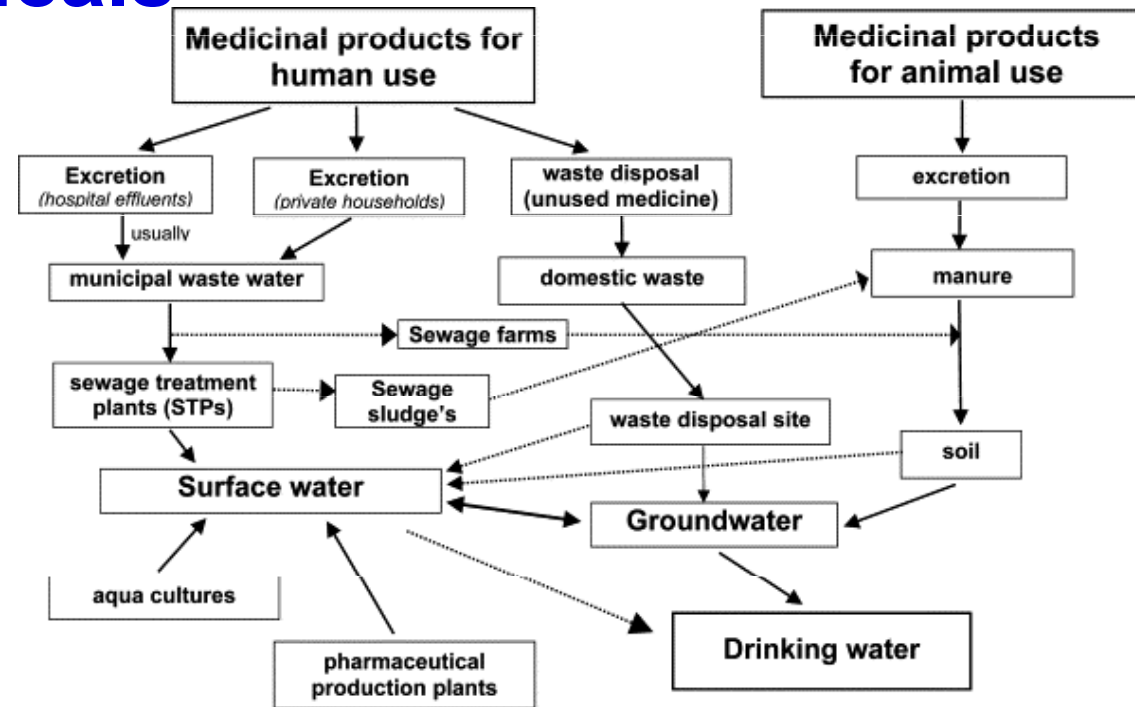 Medicinal products for
human use
Medicinal products
for animal use
Excretion
(hospital effluents)
Excretion
(private households)
waste disposal
(unused medicine)
excretion
usually
municipal waste water
domestic waste
manure
Sewage farms
sewage treatment
plants (STPs)
Sewage
sludge's
waste disposal site
soil
Surface water
Groundwater
aqua cultures
Drinking water
pharmaceutical
production plants